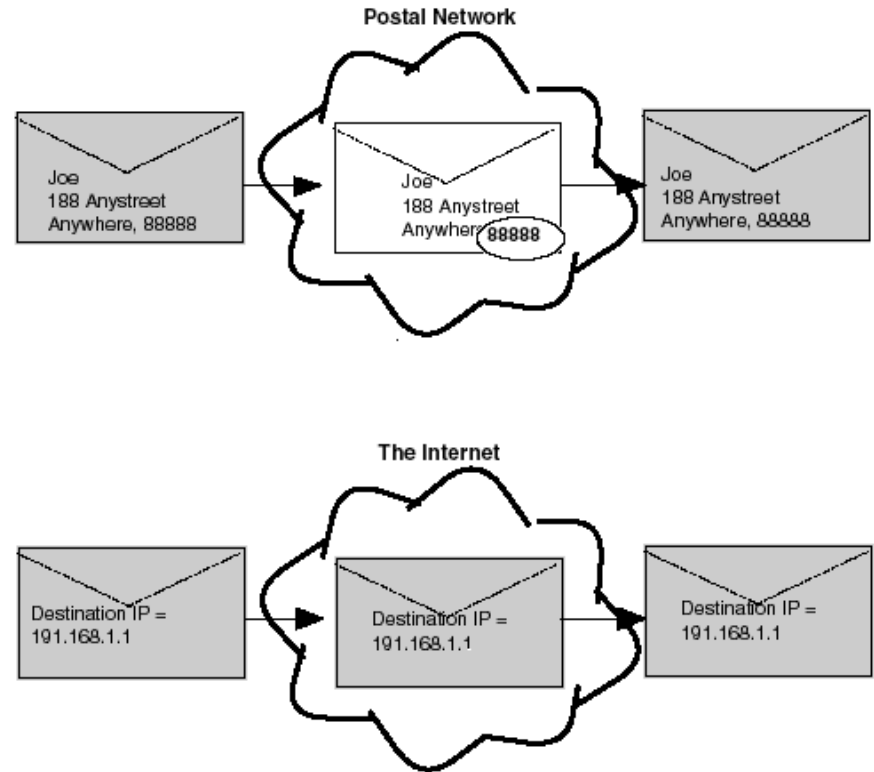 Postal Network
Joe
188 Anystreet
Anywhere, 88888
Joe
188 Anystreet
Anywhere 88888
Joe
188 Anystreet
Anywhere, 88888
The Internet
Destination IP =
191.168.1.1
Destination IP =
191.168.1.1
Destination IP =
191.168.1.1